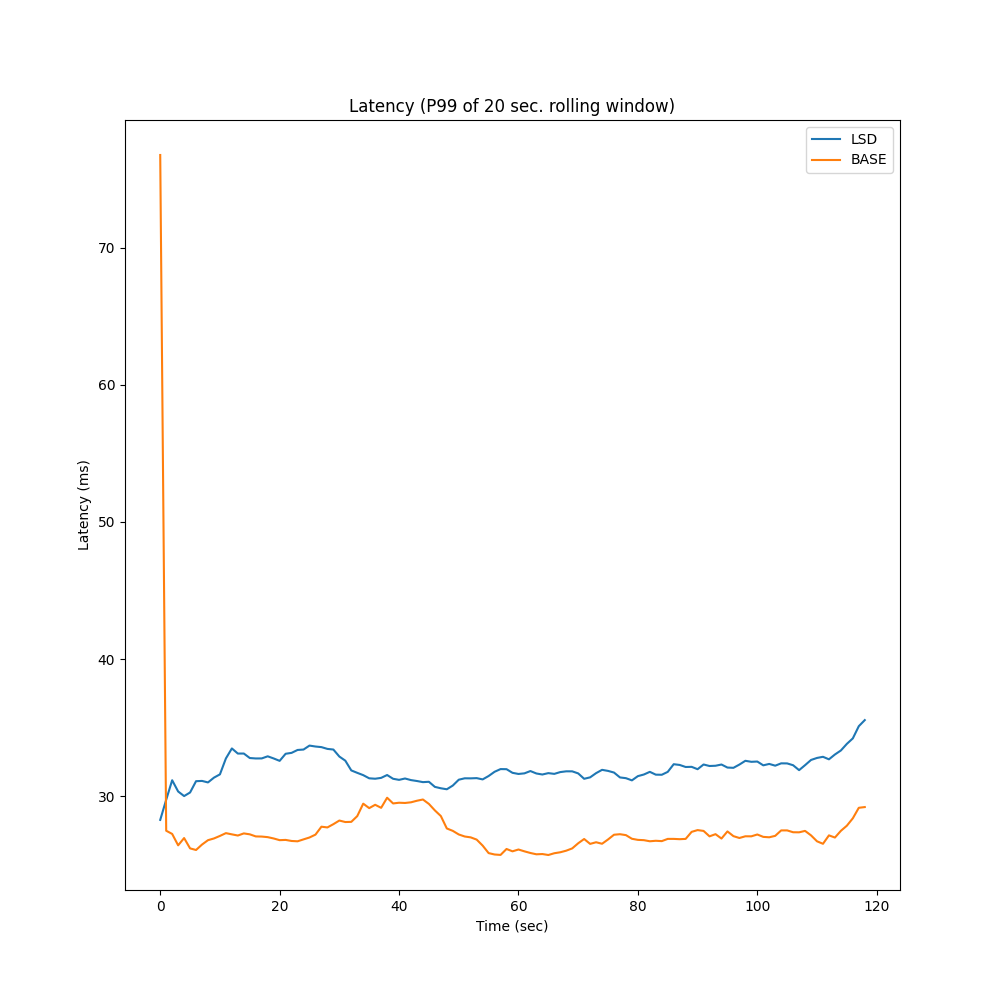 Latency (P99 of 20 sec. rolling window)
LSD
BASE
70
60
50
40
30
Latency (ms)
0 20 40 60 80 100 120
Time (sec)